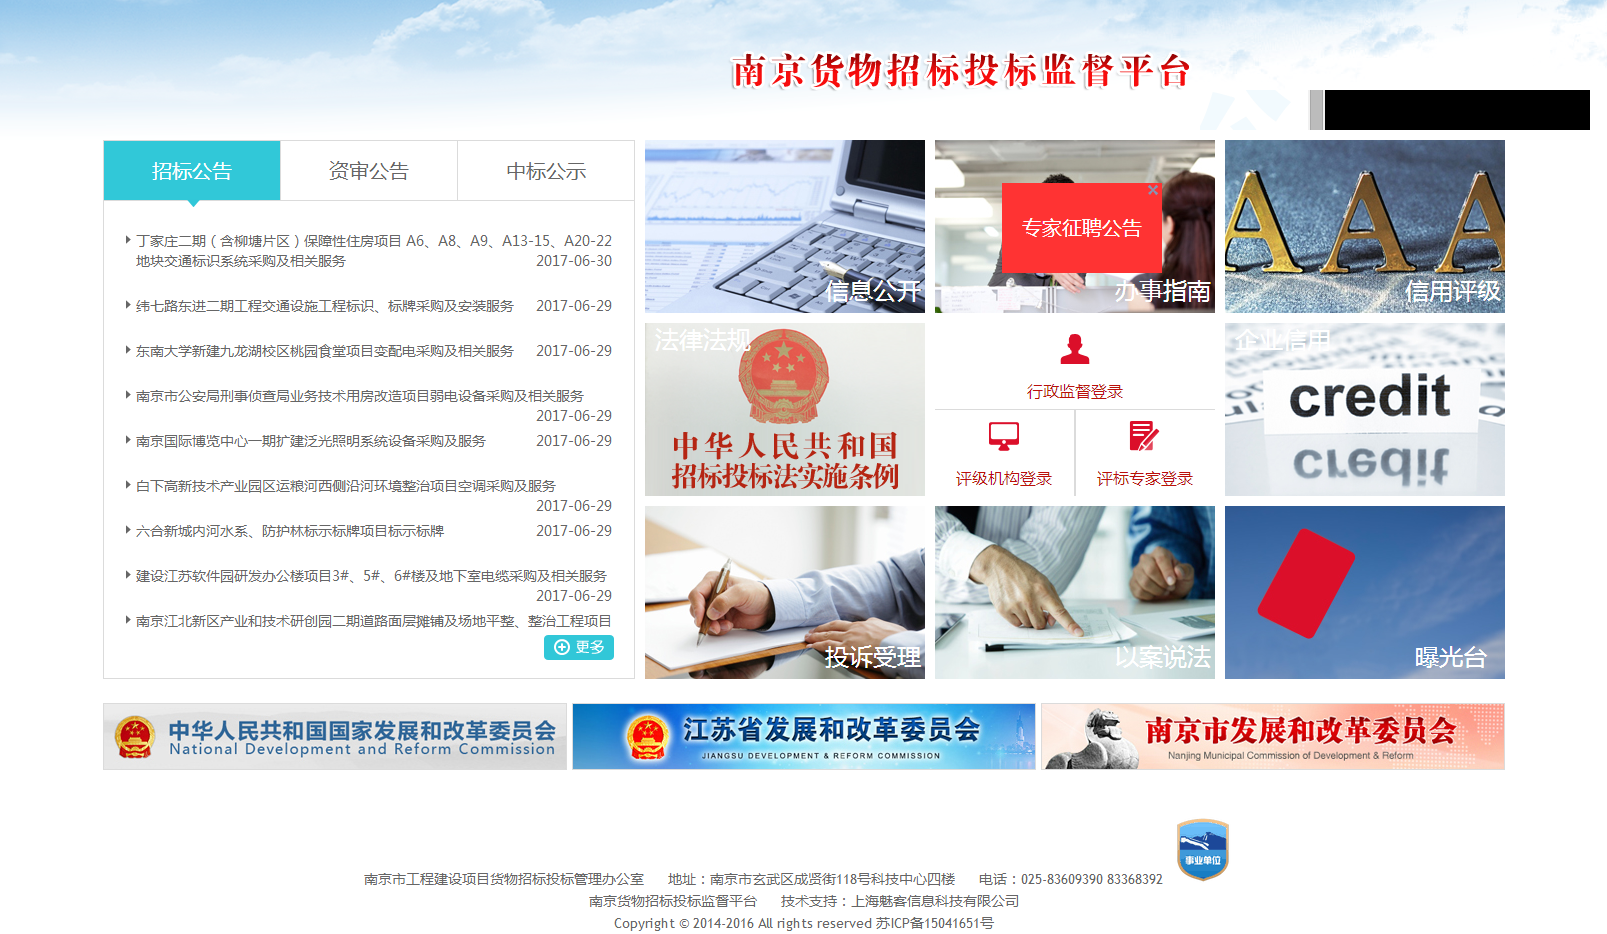 南京货物招标投标监督平台
招标公告 资审公告 中标公示
丁家庄二期（含柳塘片区）保障性住房项目 A6、A8、A9、A13-15、A20-22
地块交通标识系统采购及相关服务 2017-06-30
纬七路东进二期工程交通设施工程标识、标牌采购及安装服务 2017-06-29
东南大学新建九龙湖校区桃园食堂项目变配电采购及相关服务 2017-06-29
南京市公安局刑事侦查局业务技术用房改造项目弱电设备采购及相关服务
2017-06-29
南京国际博览中心一期扩建泛光照明系统设备采购及服务 2017-06-29
白下高新技术产业园区运粮河西侧沿河环境整治项目空调采购及服务
2017-06-29
六合新城内河水系、防护林标示标牌项目标示标牌 2017-06-29
建设江苏软件园研发办公楼项目3#、5#、6#楼及地下室电缆采购及相关服务
2017-06-29
南京江北新区产业和技术研创园二期道路面层摊铺及场地平整、整治工程项目
更多
信息公开
专家征聘公告
办事指南
AAA
信用评级
法律法规
中华人民共和国
招标投标法实施条例
行政监督登录
评级机构登录
评标专家登录
企业信用
credit
投诉受理
以案说法
曝光台
中华人民共和国国家发展和改革委员会
National Development and Reform Commission
江苏省发展和改革委员会
JIANGSU DEVELOPMENT & REFORM COMMISSION
南京市发展和改革委员会
Nanjing Municipal Commission of Development & Reform
事业单位
南京市工程建设项目货物招标投标管理办公室 地址：南京市玄武区成贤街118号科技中心四楼 电话：025-83609390 83368392
南京货物招标投标监督平台 技术支持：上海魅客信息科技有限公司
Copyright © 2014-2016 All rights reserved 苏ICP备15041651号